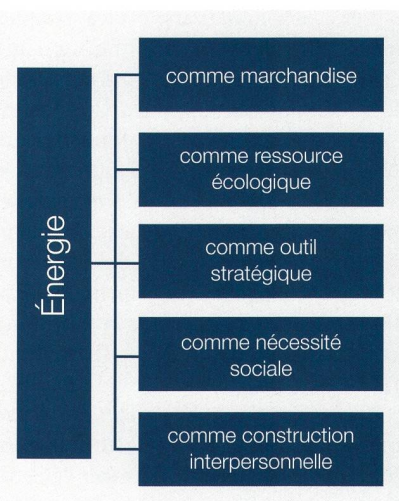 Énergie
comme marchandise
comme ressource
écologique
comme outil
stratégique
comme nécessité
sociale
comme construction
interpersonnelle